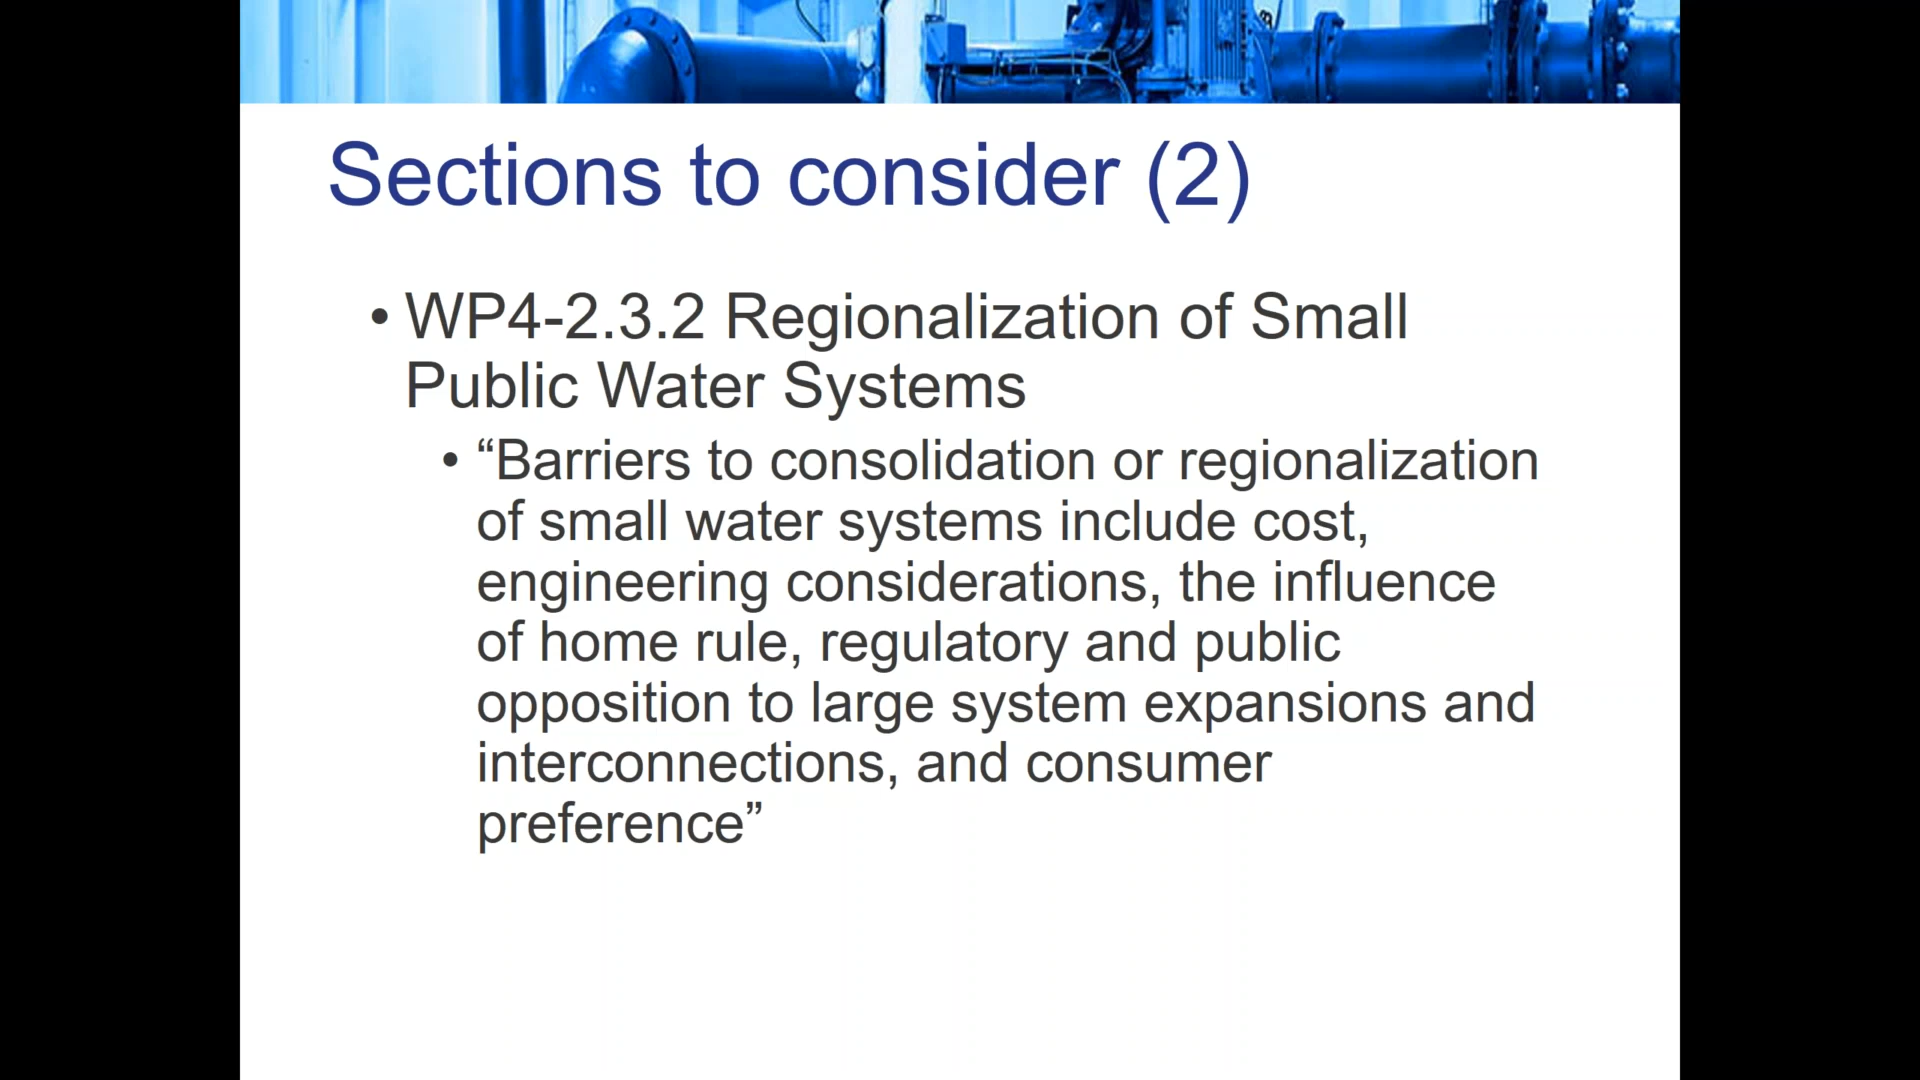 Sections to consider (2)
• WP4-2.3.2 Regionalization of Small
Public Water Systems
• “Barriers to consolidation or regionalization
of small water systems include cost,
engineering considerations, the influence
of home rule, regulatory and public
opposition to large system expansions and
interconnections, and consumer
preference”